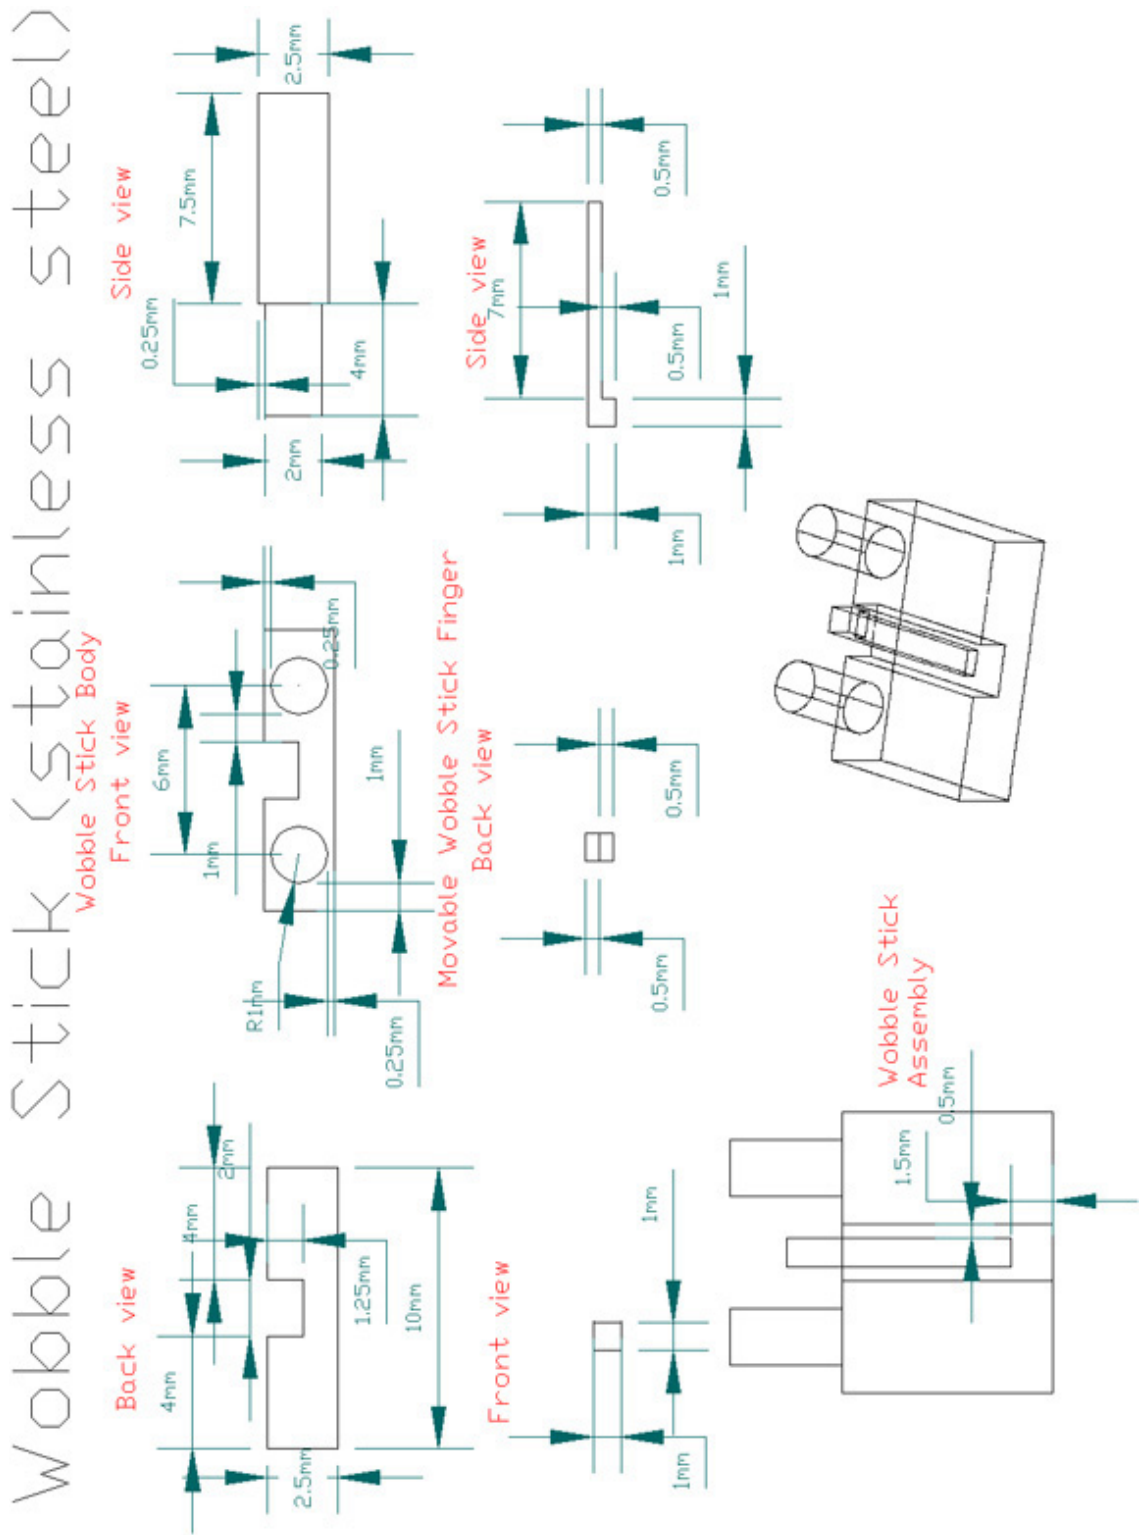 Wobble Stick (stainless steel)
Wobble Stick Body
Back view
Front view
Side view
4mm
4mm
2mm
2.5mm
1.25mm
10mm
1mm
6mm
R1mm
0.25mm
1mm
0.25mm
0.25mm
7.5mm
2.5mm
4mm
2mm
Movable Wobble Stick Finger
Front view
Back view
Side view
1mm
1mm
0.5mm
0.5mm
7mm
0.5mm
0.5mm
1mm
1mm
Wobble Stick
Assembly
1.5mm
0.5mm